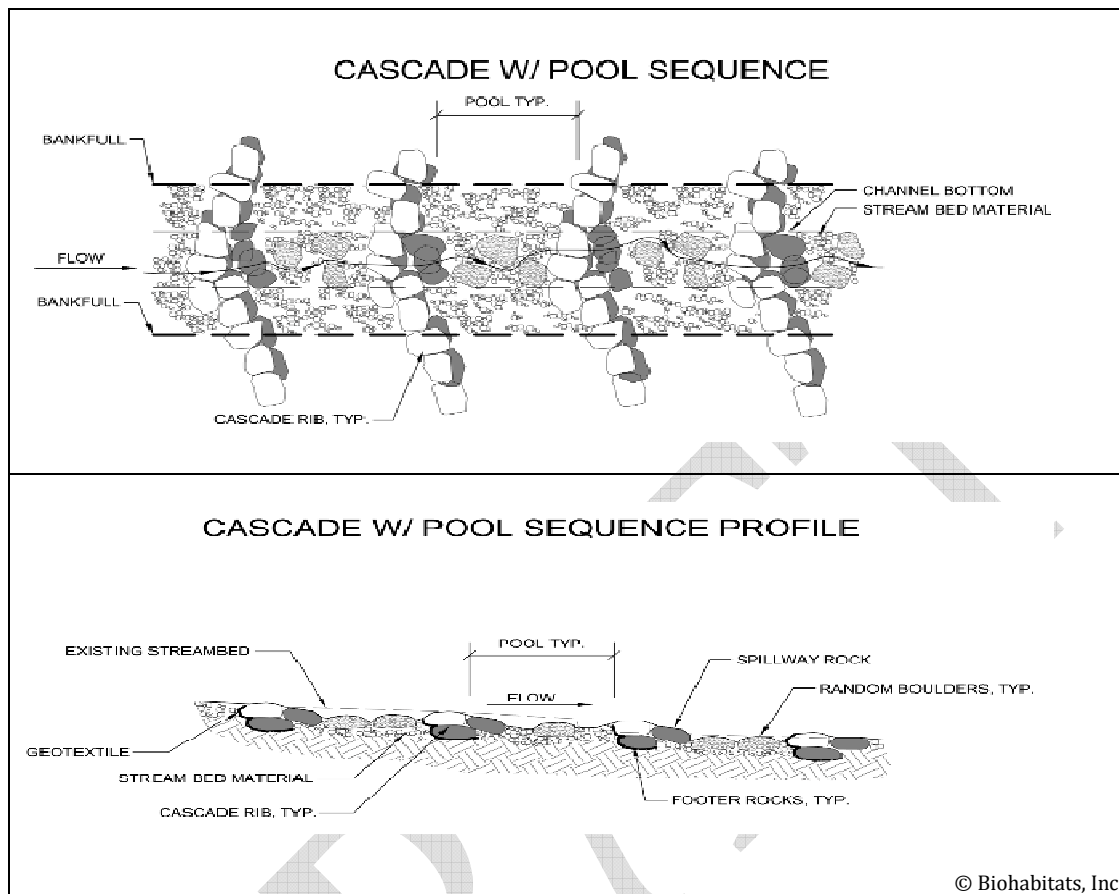 CASCADE W/ POOL SEQUENCE
POOL TYP.
BANKFULL
CHANNEL BOTTOM
STREAM BED MATERIAL
FLOW
BANKFULL
CASCADE RIB, TYP.
CASCADE W/ POOL SEQUENCE PROFILE
POOL TYP.
EXISTING STREAMBED
SPILLWAY ROCK
FLOW
RANDOM BOULDERS, TYP.
GEOTEXTILE
STREAM BED MATERIAL
FOOTER ROCKS, TYP.
CASCADE RIB, TYP.
© Biohabitats, Inc